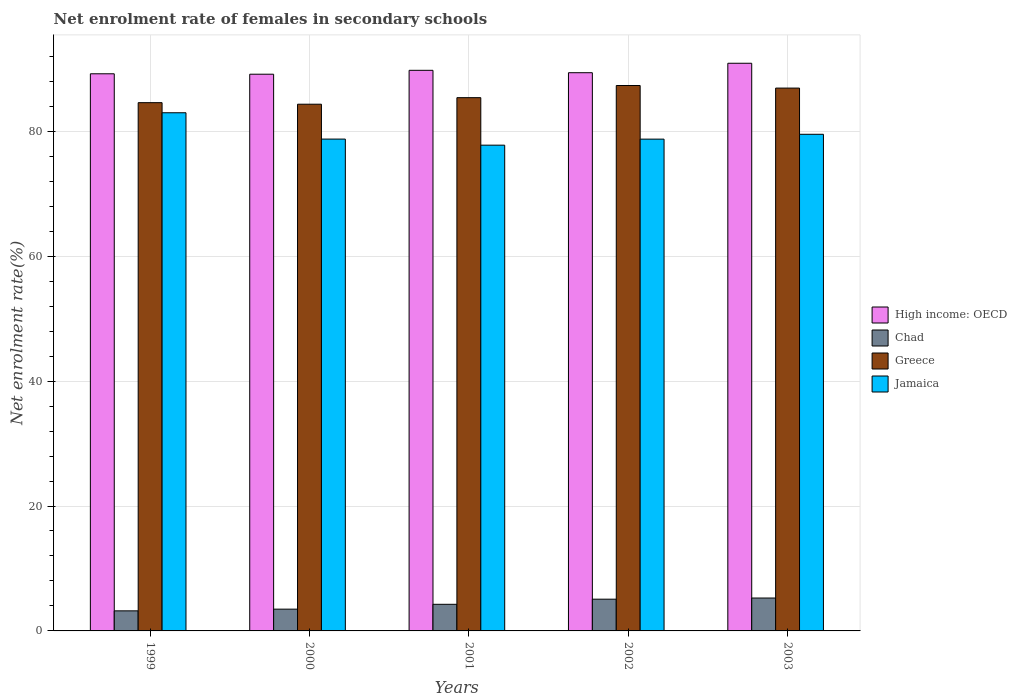 Net enrolment rate of females in secondary schools
Net enrolment rate(%)
80
60
40
20
0
1999
2000
2001
2002
2003
Years
High income: OECD
Chad
Greece
Jamaica